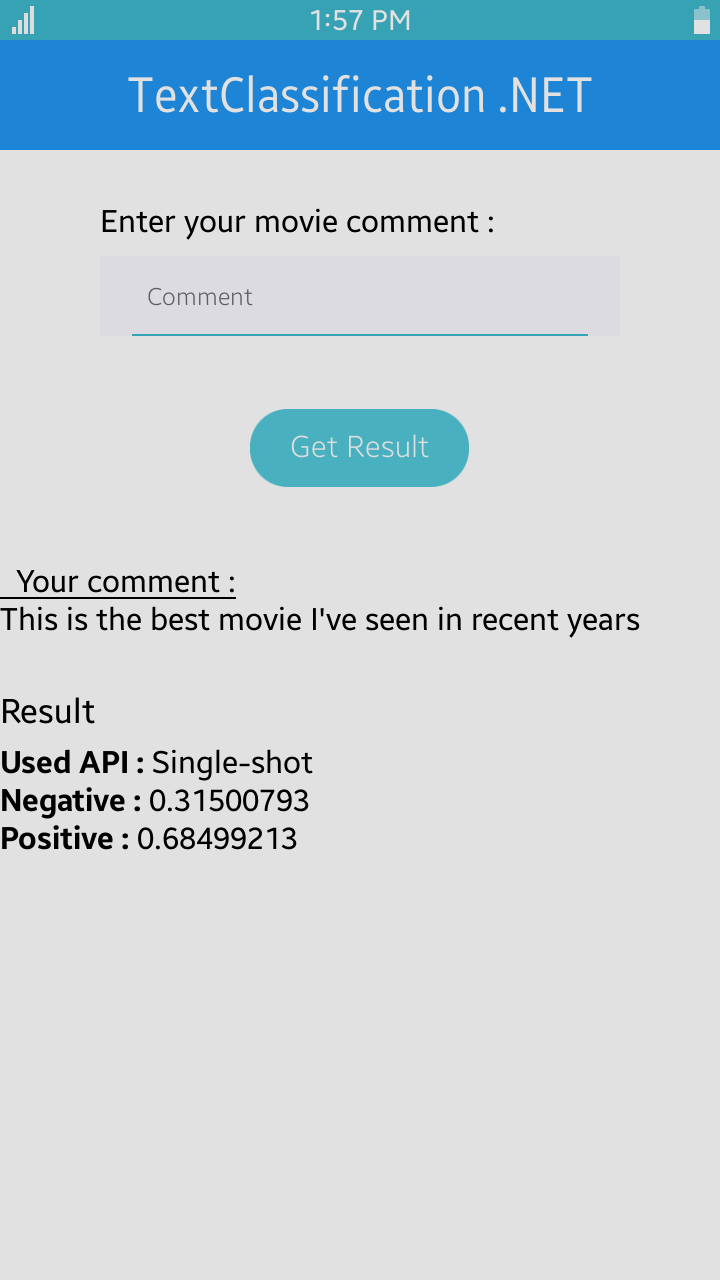 1:57 PM
TextClassification .NET
Enter your movie comment :
Comment
Get Result
Your comment :
This is the best movie I've seen in recent years
Result
Used API : Single-shot
Negative : 0.31500793
Positive : 0.68499213